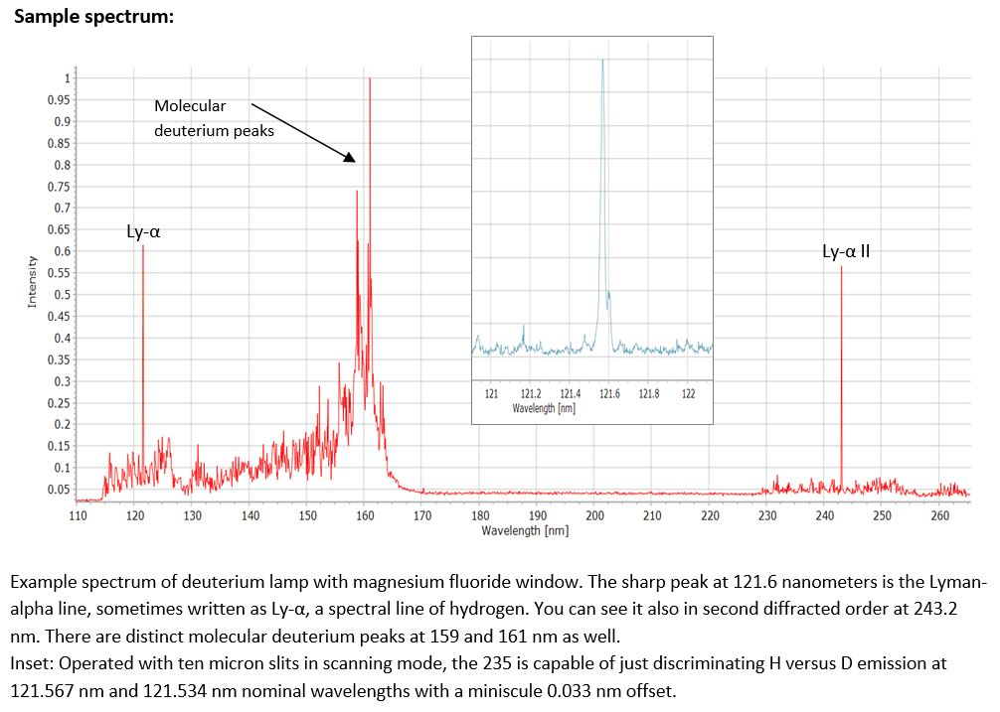 Sample spectrum:
1
0.95
0.9
0.85
0.8
0.75
0.7
0.65
0.6
0.55
0.5
0.45
0.4
0.35
0.3
0.25
0.2
0.15
0.1
0.05
Intensity
Molecular
deuterium peaks
Ly-α
Ly-α II
121 121.2 121.4 121.6 121.8 122
Wavelength [nm]
110 120 130 140 150 160 170 180 190 200 210 220 230 240 250 260
Wavelength [nm]
Example spectrum of deuterium lamp with magnesium fluoride window. The sharp peak at 121.6 nanometers is the Lyman-
alpha line, sometimes written as Ly-α, a spectral line of hydrogen. You can see it also in second diffracted order at 243.2
nm. There are distinct molecular deuterium peaks at 159 and 161 nm as well.
Inset: Operated with ten micron slits in scanning mode, the 235 is capable of just discriminating H versus D emission at
121.567 nm and 121.534 nm nominal wavelengths with a miniscule 0.033 nm offset.